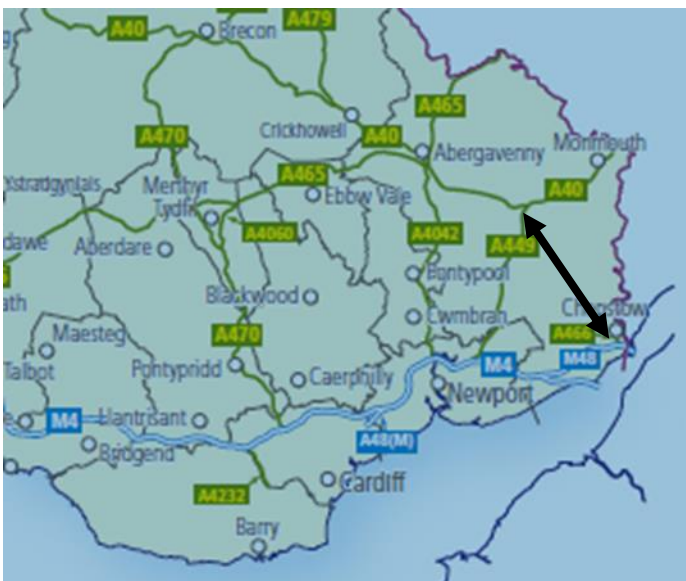 A479
A40
Brecon
A465
Crickhowell
A470
A40
Abergavenny
Monmouth
A465
Ystradgynlais
Merthyr
Tydfil
Ebbw Vale
A40
A4060
A4042
A449
Aberdare
Pontypool
Blackwood
Cwmbran
Chepstow
A466
Maesteg
A470
M48
Talbot
Pontypridd
M4
Caerphilly
Newport
M4
Llantrisant
A48(M)
Bridgend
Cardiff
A4232
Barry